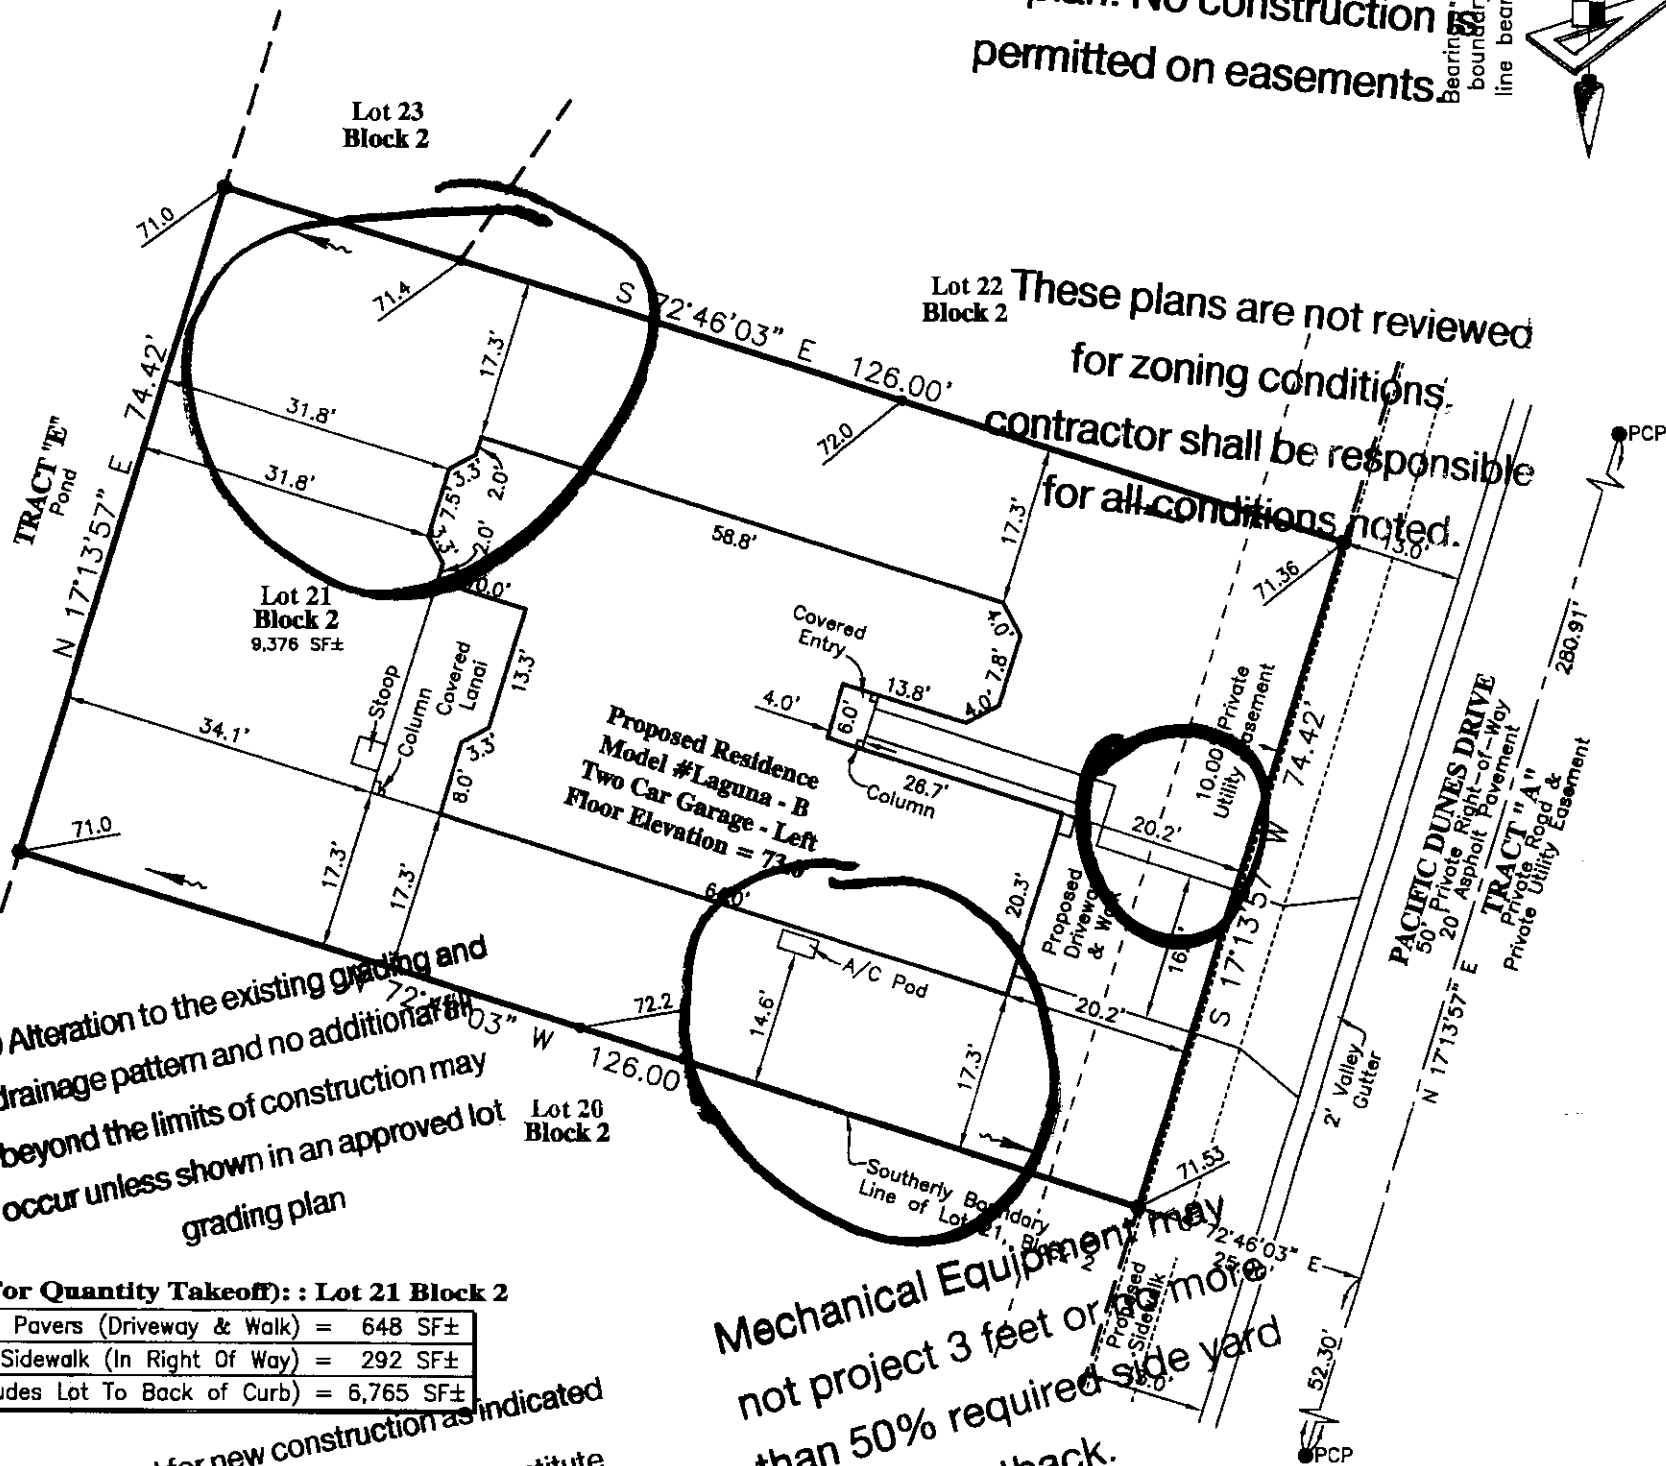 plan. No construction is
permitted on easements.
Bearing
boundar
line bear
Lot 23
Block 2
71.0
71.4
S 72°46'03" E 126.00'
Lot 22
Block 2
These plans are not reviewed
for zoning conditions.
contractor shall be responsible
for all conditions noted.
72.0
17.3'
17.3'
74.42'
N 17°13'57" E
TRACT "E"
Pond
31.8'
31.8'
3.3'
2.0'
7.5'
3.3'
2.0'
58.8'
71.36
13.0'
PCP
280.91'
Lot 21
Block 2
9,376 SF±
Stoop
Column
Covered
Lanai
13.3'
3.3'
8.0'
34.1'
Covered
Entry
4.0'
6.0'
13.8'
4.0'
7.8'
4.0'
26.7'
Column
Proposed Residence
Model #Laguna - B
Two Car Garage - Left
Floor Elevation =
10.00' Private
Utility Easement
74.42'
S 17°13'57" W
20.2'
PACIFIC DUNES DRIVE
50' Private Right-of-Way
20' Asphalt Pavement
TRACT "A"
Private Road &
Private Utility Easement
71.0
17.3'
17.3'
20.3'
Proposed
Driveway
& Walk
A/C Pad
14.6'
17.3'
20.2'
72.2
W 126.00'
N 17°13'57" E
2' Valley
Gutter
Alteration to the existing grading and
drainage pattern and no additional fill
beyond the limits of construction may
occur unless shown in an approved lot
grading plan
Lot 20
Block 2
Southerly Boundary
Line of Lot 21, Block 2
71.53
72°46'03" E
Proposed
Sidewalk
52.30'
PCP
Mechanical Equipment may
not project 3 feet or no more
than 50% required side yard
For Quantity Takeoff): : Lot 21 Block 2
Pavers (Driveway & Walk) = 648 SF±
Sidewalk (In Right Of Way) = 292 SF±
udes Lot To Back of Curb) = 6,765 SF±
for new construction as indicated